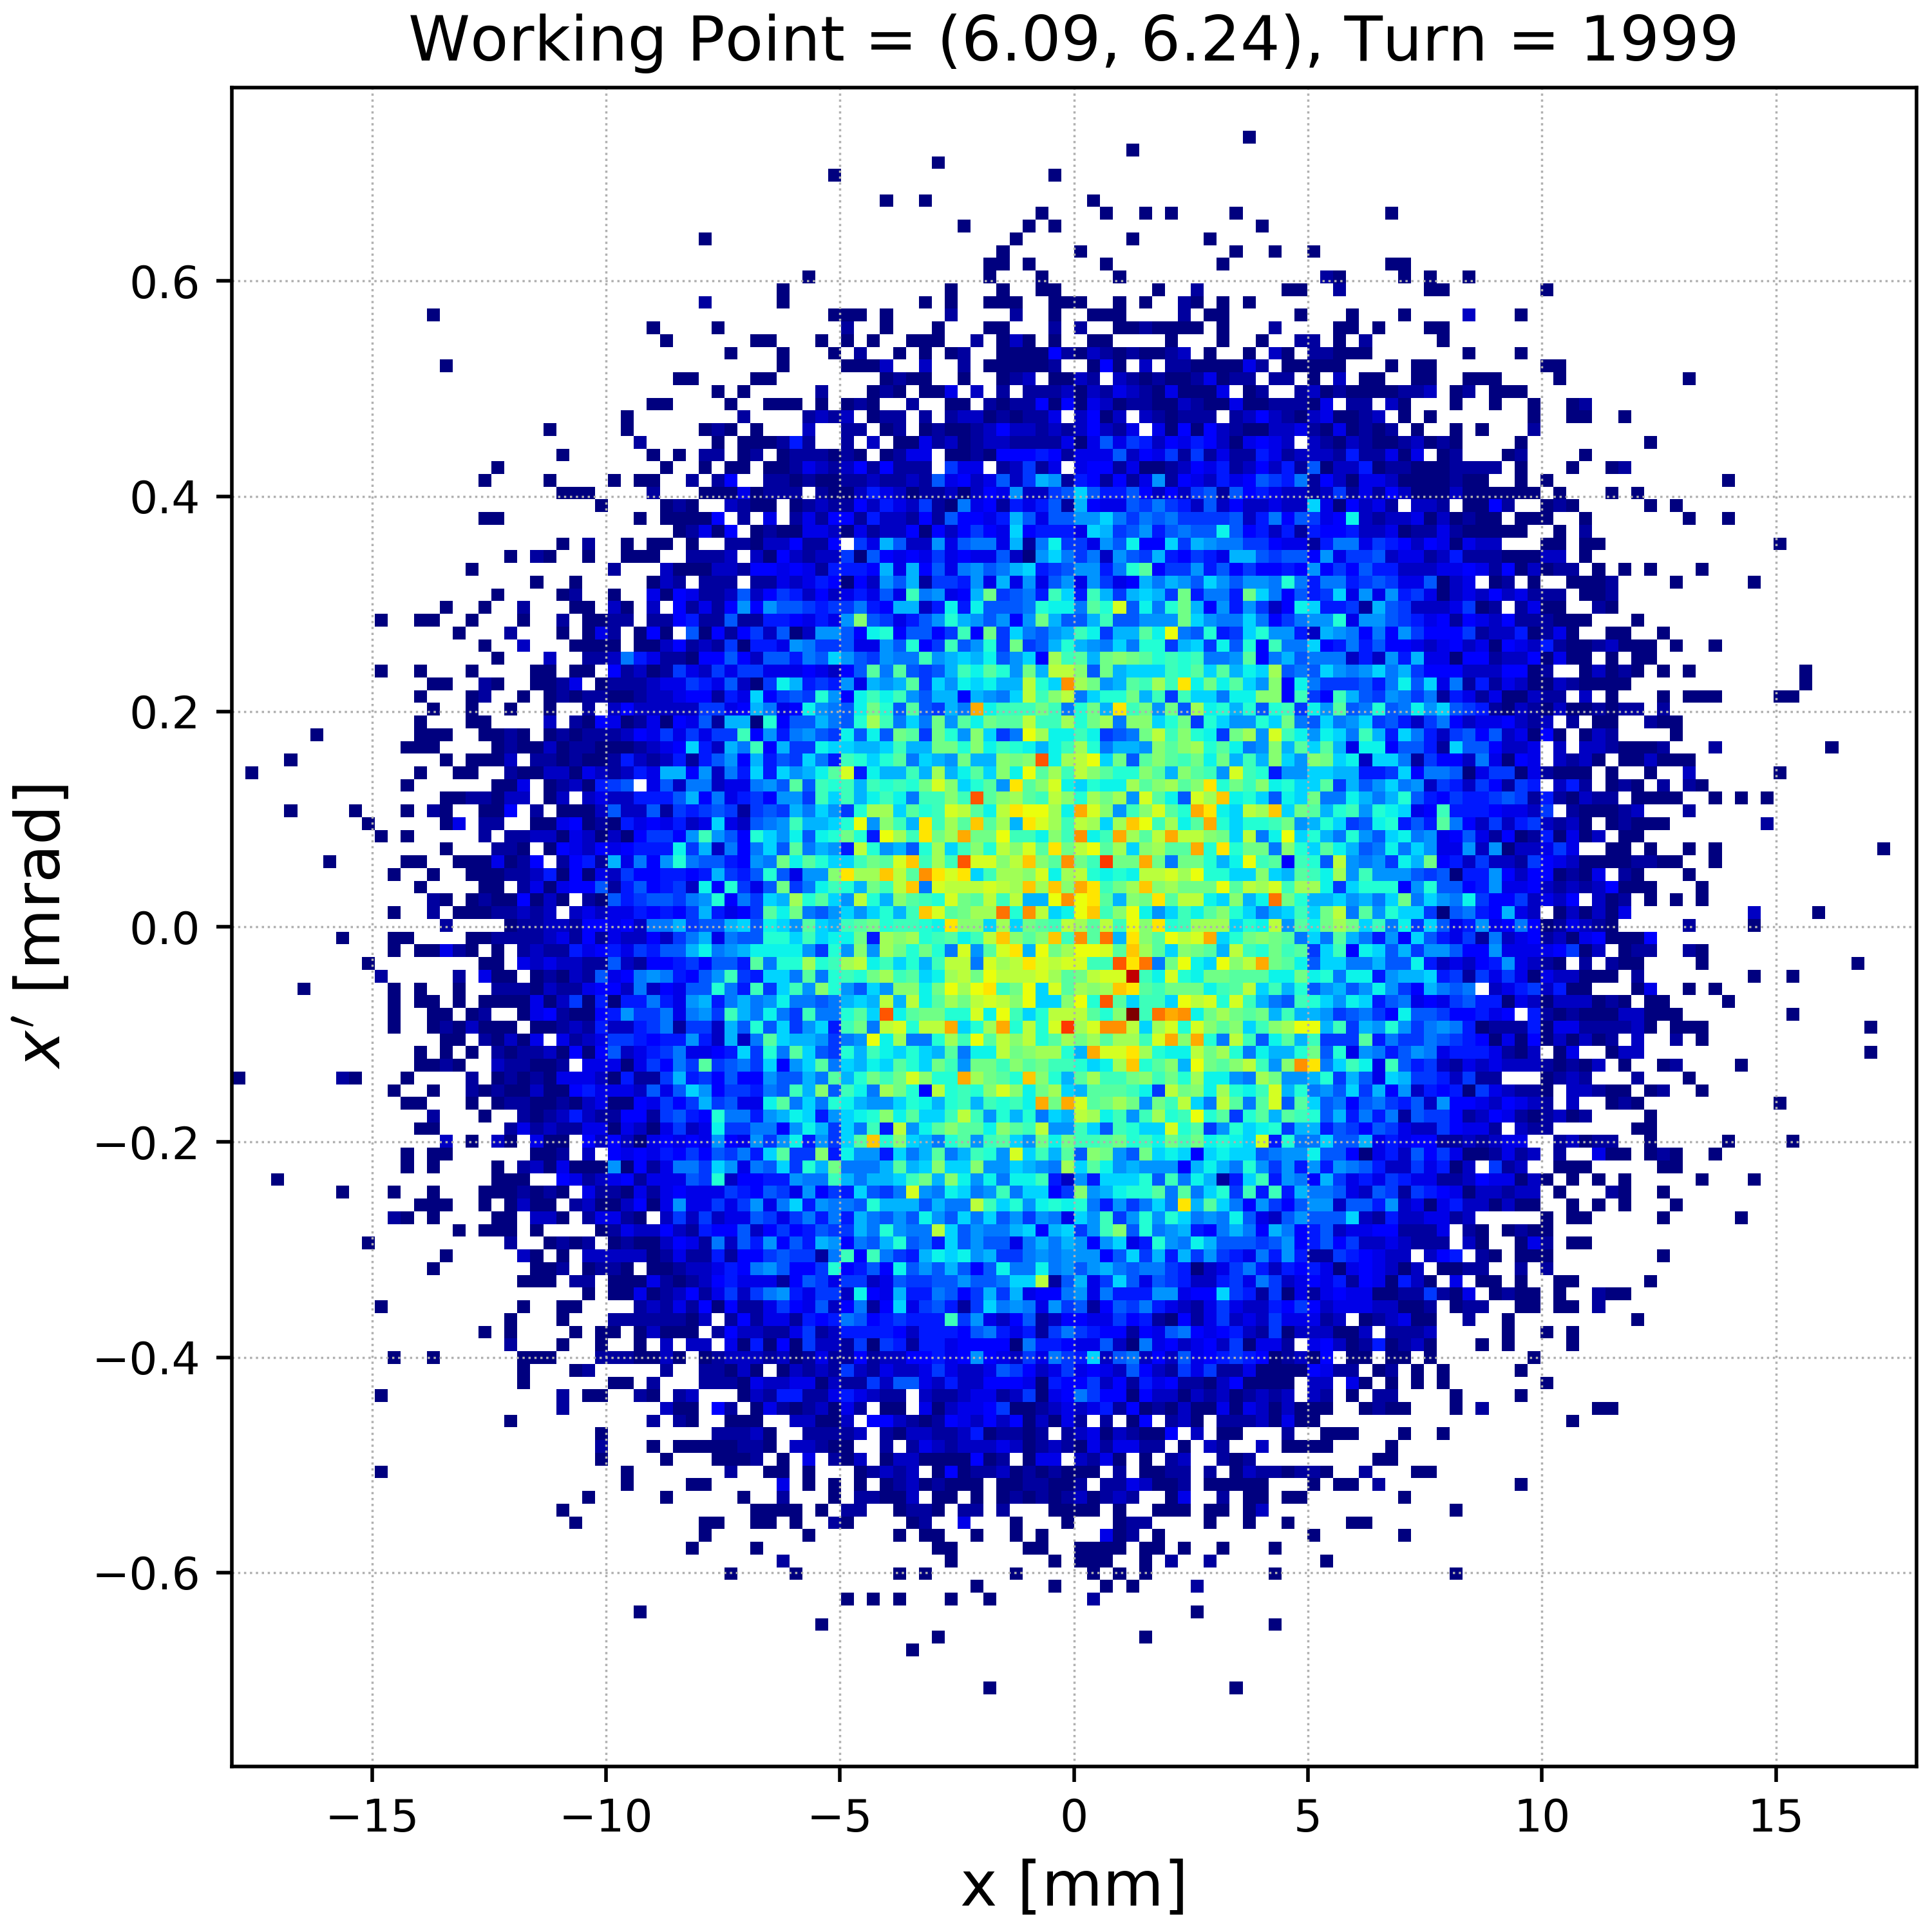 Working Point = (6.09, 6.24), Turn = 1999
0.6
0.4
0.2
0.0
−0.2
−0.4
−0.6
x′ [mrad]
−15 −10 −5 0 5 10 15
x [mm]